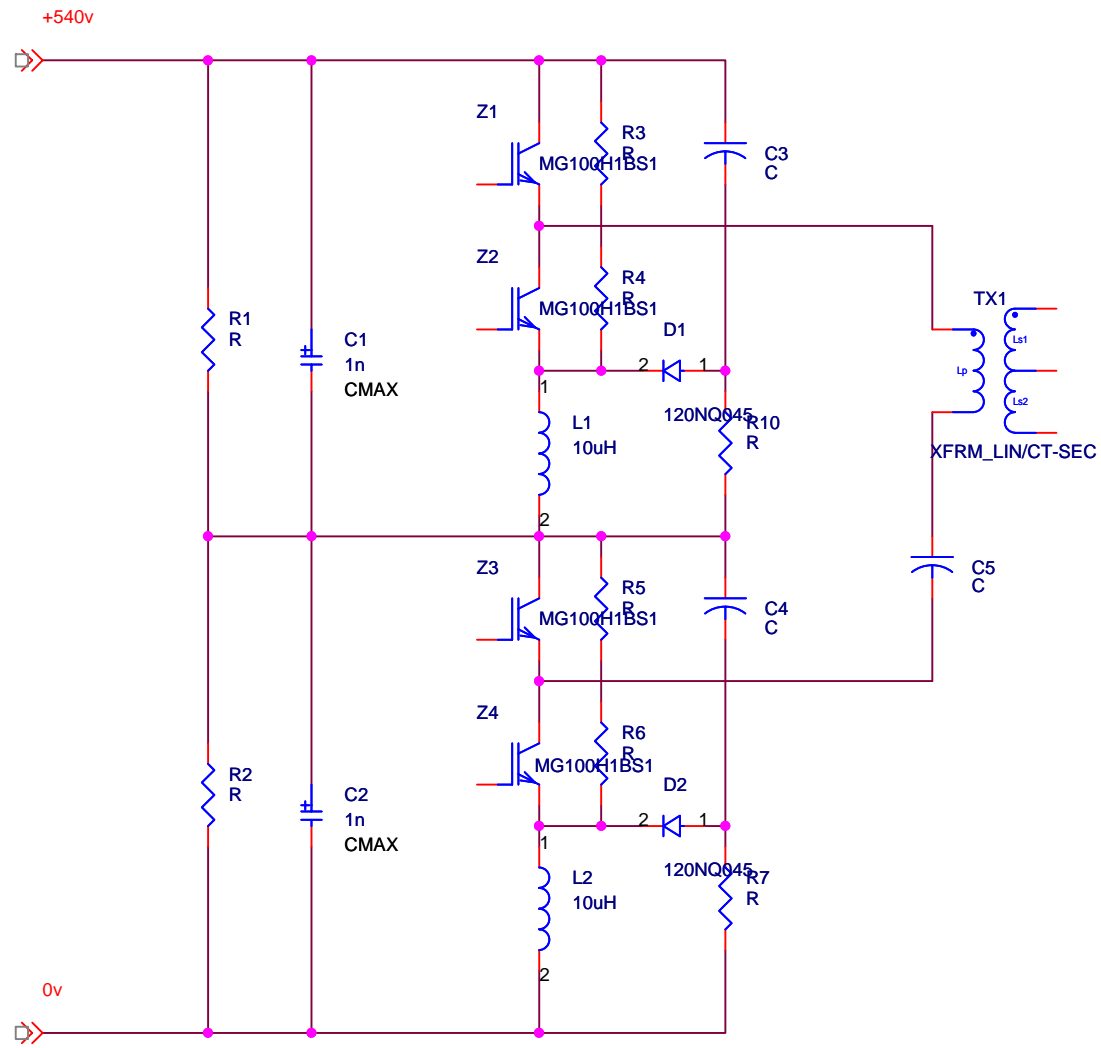 +540v
Z1
R3
R
MG100H1BS1
C3
C
Z2
R4
R
MG100H1BS1
TX1
D1
R1
R
C1
1n
CMAX
2
1
Ls1
Lp
Ls2
1
120NQ045
R10
R
L1
10uH
XFRM_LIN/CT-SEC
2
Z3
R5
R
MG100H1BS1
C4
C
C5
C
Z4
R6
R
MG100H1BS1
D2
R2
R
C2
1n
CMAX
2
1
1
120NQ045
R7
R
L2
10uH
2
0v